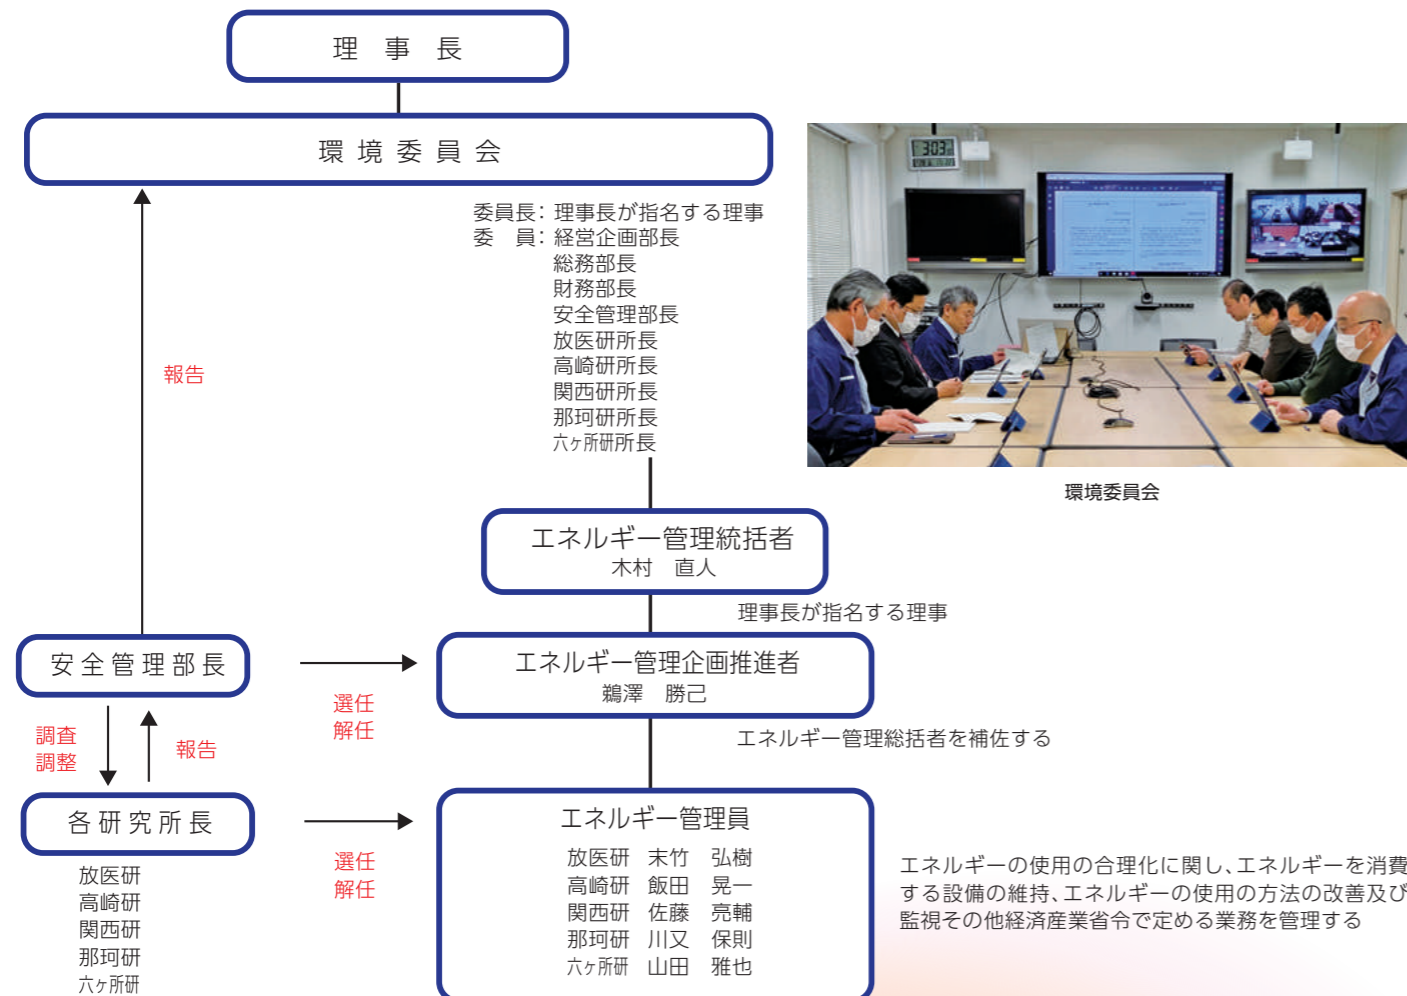 理事長
環境委員会
委員長：理事長が指名する理事
委　員：経営企画部長
総務部長
財務部長
安全管理部長
放医研所長
高崎研所長
関西研所長
那珂研所長
六ヶ所研所長
3:03
環境委員会
報告
エネルギー管理統括者
木村　直人
理事長が指名する理事
安全管理部長
選任
解任
エネルギー管理企画推進者
鵜澤　勝己
エネルギー管理総括者を補佐する
調査
調整
報告
各研究所長
放医研
高崎研
関西研
那珂研
六ヶ所研
選任
解任
エネルギー管理員
放医研　末竹　弘樹
高崎研　飯田　晃一
関西研　佐藤　亮輔
那珂研　川又　保則
六ヶ所研　山田　雅也
エネルギーの使用の合理化に関し、エネルギーを消費
する設備の維持、エネルギーの使用の方法の改善及び
監視その他経済産業省令で定める業務を管理する